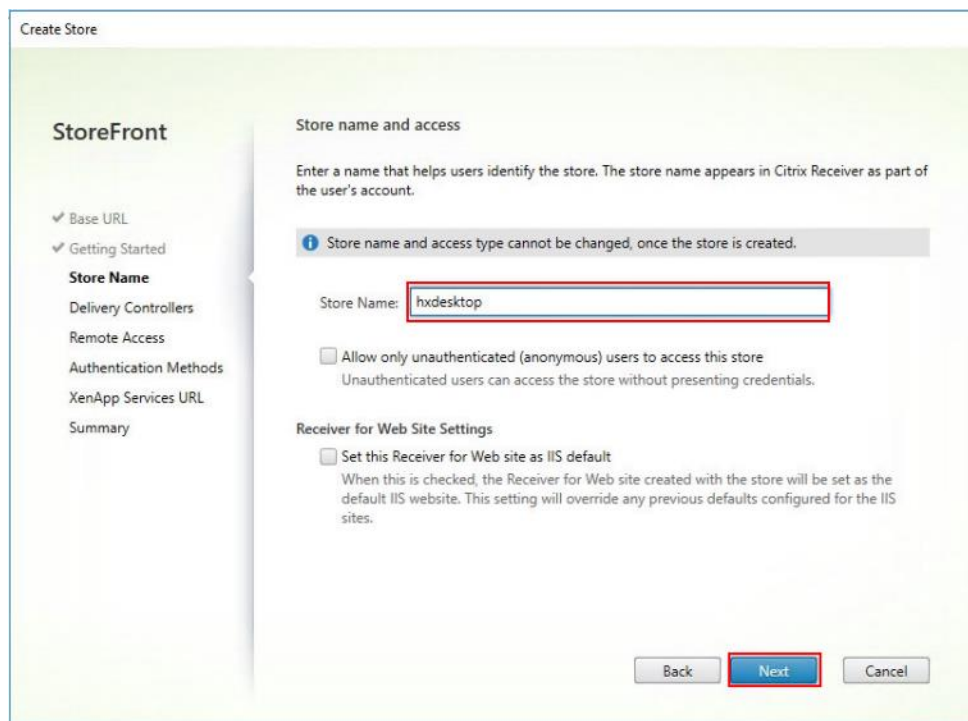 Create Store
StoreFront
✔ Base URL
✔ Getting Started
Store Name
Delivery Controllers
Remote Access
Authentication Methods
XenApp Services URL
Summary
Store name and access
Enter a name that helps users identify the store. The store name appears in Citrix Receiver as part of
the user's account.
Store name and access type cannot be changed, once the store is created.
Store Name: hxdesktop
Allow only unauthenticated (anonymous) users to access this store
Unauthenticated users can access the store without presenting credentials.
Receiver for Web Site Settings
Set this Receiver for Web site as IIS default
When this is checked, the Receiver for Web site created with the store will be set as the
default IIS website. This setting will override any previous defaults configured for the IIS
sites.
Back Next Cancel